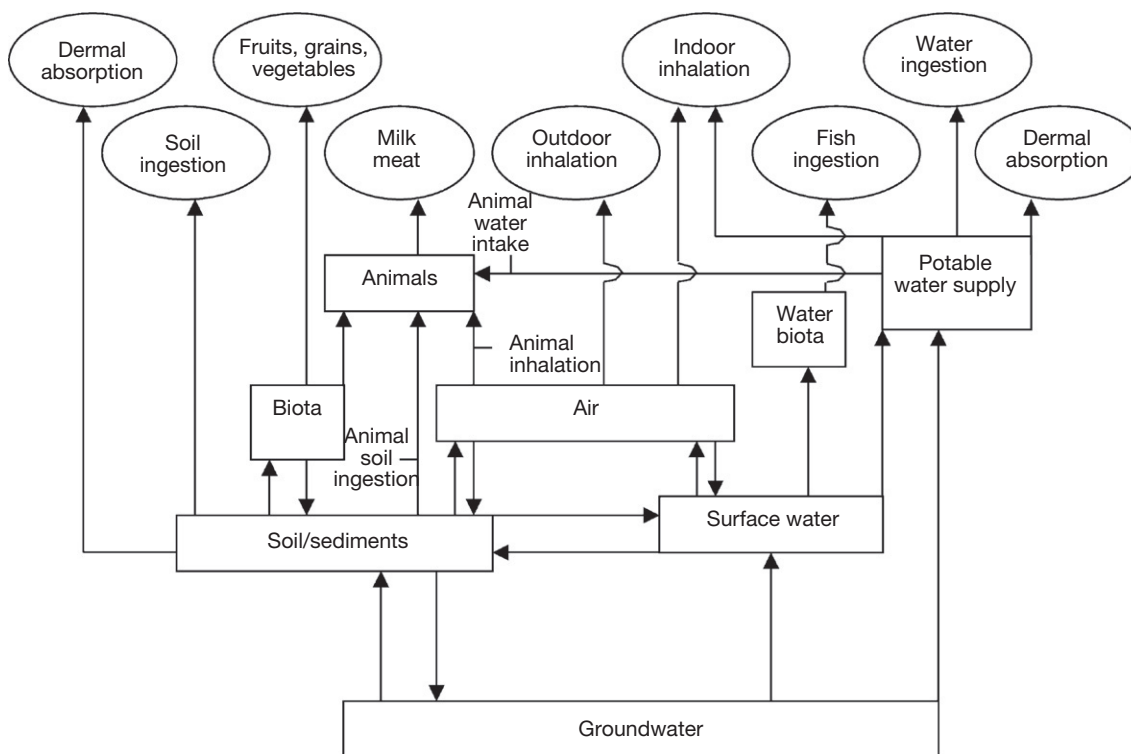 Dermal
absorption
Fruits, grains,
vegetables
Indoor
inhalation
Water
ingestion
Soil
ingestion
Milk
meat
Outdoor
inhalation
Fish
ingestion
Dermal
absorption
Animal
water
intake
Animals
Potable
water supply
Water
biota
Animal
inhalation
Biota
Air
Animal
soil
ingestion
Surface water
Soil/sediments
Groundwater